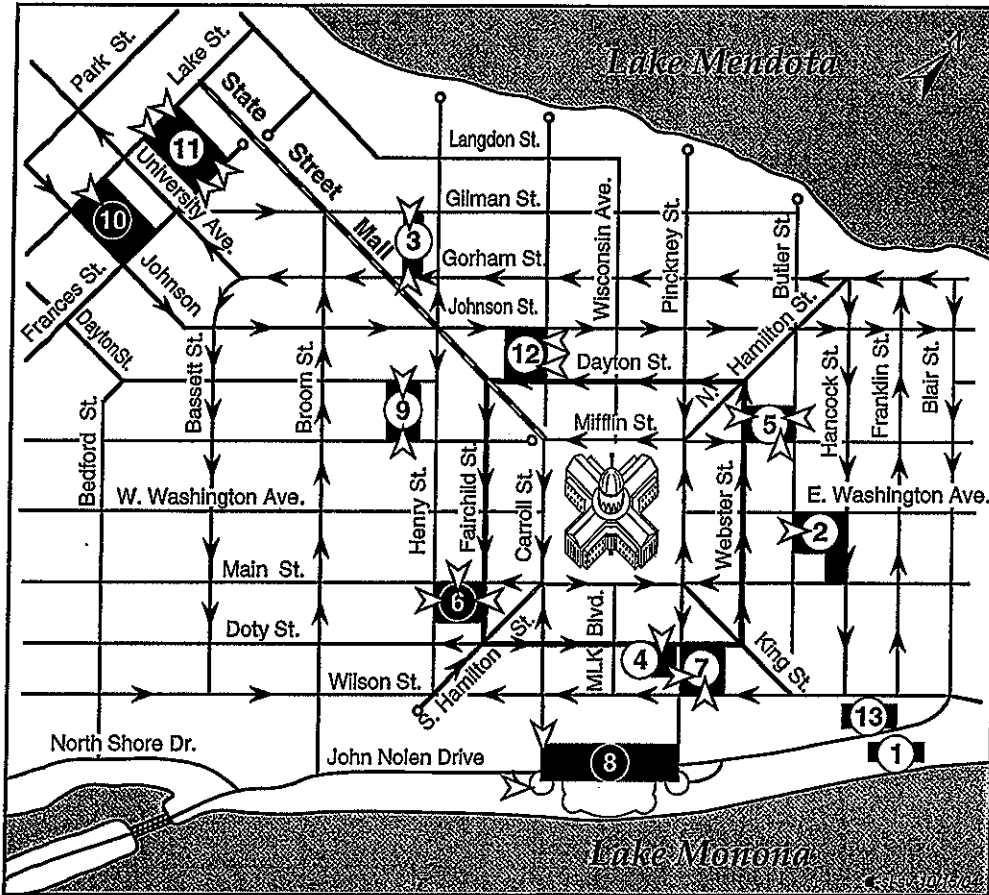 Lake Mendota
N
Park St.
Lake St.
State
Street
Mall
Langdon St.
11
University Ave.
10
Gilman St.
3
Wisconsin Ave.
Pinckney St.
Butler St.
Gorham St.
Johnson
Johnson St.
Frances St.
Dayton St.
12
Dayton St.
N. Hamilton St.
Bedford St.
Bassett St.
Broom St.
9
Mifflin St.
5
Hancock St.
Franklin St.
Blair St.
Henry St.
Fairchild St.
Carroll St.
Webster St.
W. Washington Ave.
E. Washington Ave.
2
Main St.
6
MLK Blvd.
Doty St.
S. Hamilton St.
4
7
King St.
Wilson St.
13
North Shore Dr.
John Nolen Drive
8
1
Lake Monona